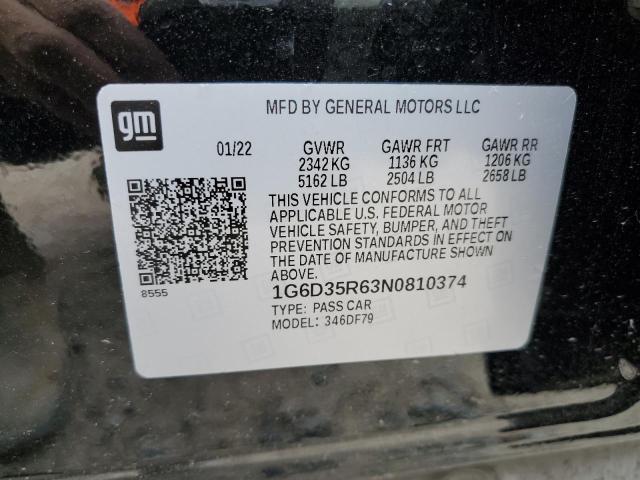 gm
MFD BY GENERAL MOTORS LLC
01/22 GVWR GAWR FRT GAWR RR
2342 KG 1136 KG 1206 KG
5162 LB 2504 LB 2658 LB
THIS VEHICLE CONFORMS TO ALL
APPLICABLE U.S. FEDERAL MOTOR
VEHICLE SAFETY, BUMPER, AND THEFT
PREVENTION STANDARDS IN EFFECT ON
THE DATE OF MANUFACTURE SHOWN
ABOVE.
8555
1G6D35R63N0810374
TYPE: PASS CAR
MODEL: 346DF79